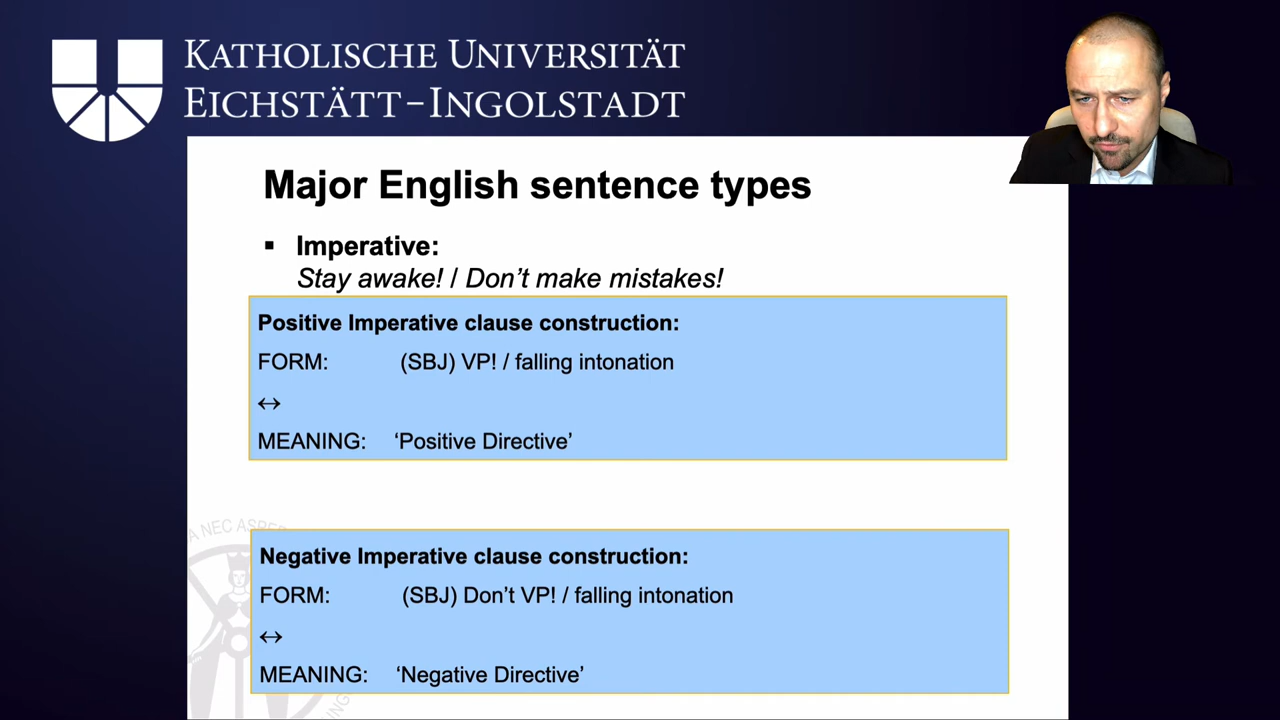 KATHOLISCHE UNIVERSITÄT
EICHSTÄTT-INGOLSTADT
Major English sentence types
▪ Imperative:
Stay awake! / Don't make mistakes!
Positive Imperative clause construction:
FORM: (SBJ) VP! / falling intonation
↔
MEANING: ‘Positive Directive’
A NEC ASPE
Negative Imperative clause construction:
FORM: (SBJ) Don’t VP! / falling intonation
↔
MEANING: ‘Negative Directive’